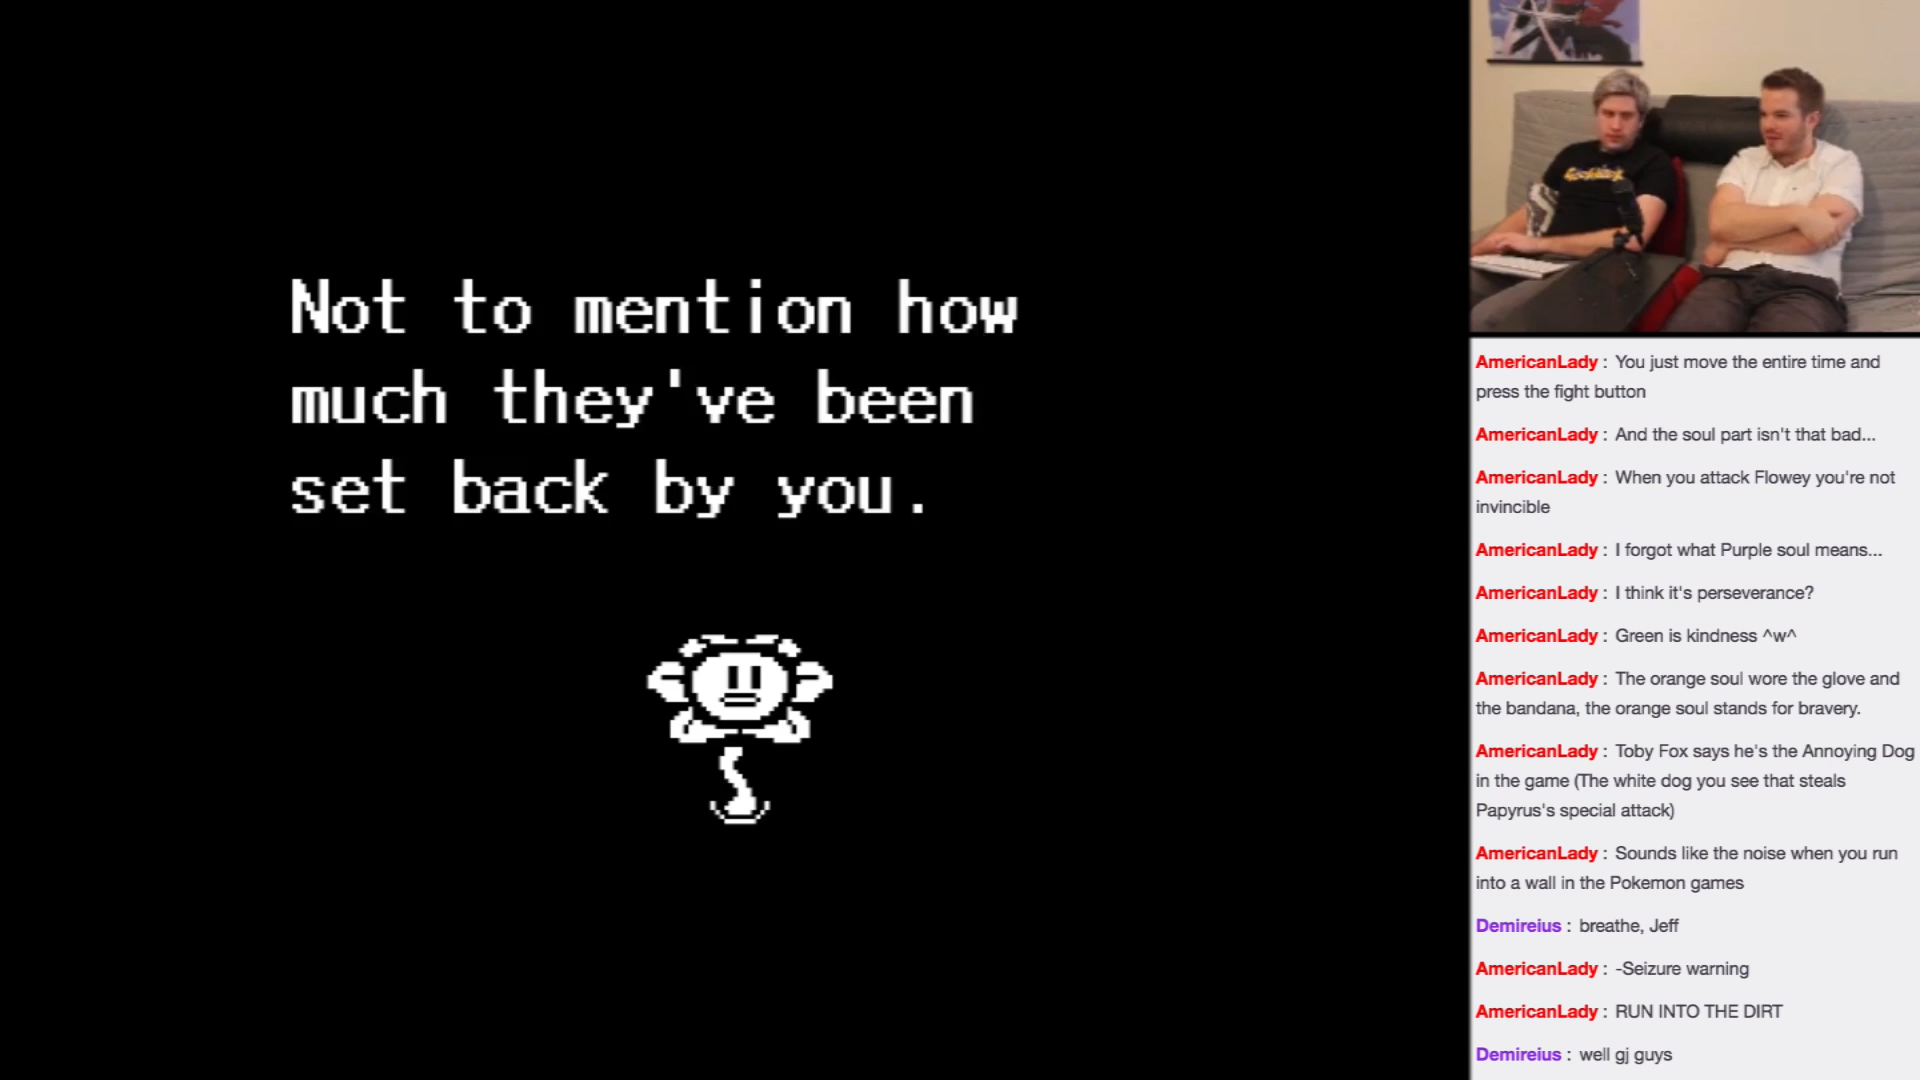 Not to mention how
much they've been
set back by you.
AmericanLady : You just move the entire time and
press the fight button
AmericanLady : And the soul part isn't that bad...
AmericanLady : When you attack Flowey you're not
invincible
AmericanLady : I forgot what Purple soul means...
AmericanLady : I think it's perseverance?
AmericanLady : Green is kindness ^w^
AmericanLady : The orange soul wore the glove and
the bandana, the orange soul stands for bravery.
AmericanLady : Toby Fox says he's the Annoying Dog
in the game (The white dog you see that steals
Papyrus's special attack)
AmericanLady : Sounds like the noise when you run
into a wall in the Pokemon games
Demireius : breathe, Jeff
AmericanLady : -Seizure warning
AmericanLady : RUN INTO THE DIRT
Demireius : well gj guys